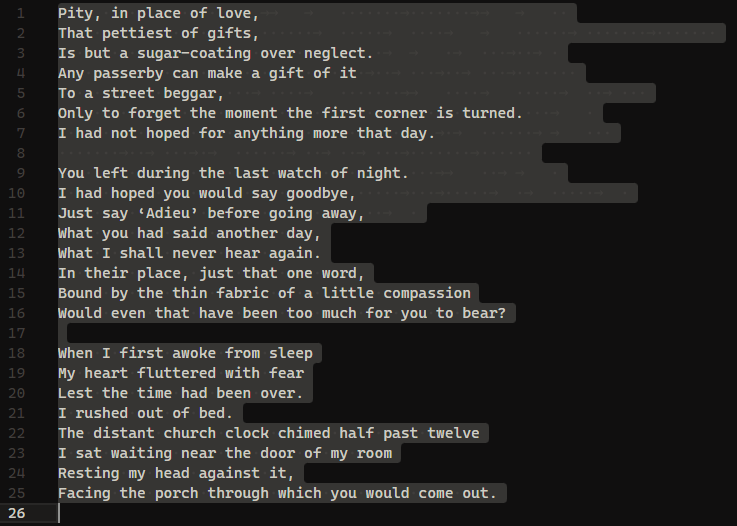 1 Pity, in place of love,
2 That pettiest of gifts,
3 Is but a sugar-coating over neglect.
4 Any passerby can make a gift of it
5 To a street beggar,
6 Only to forget the moment the first corner is turned.
7 I had not hoped for anything more that day.
8
9 You left during the last watch of night.
10 I had hoped you would say goodbye,
11 Just say ‘Adieu’ before going away,
12 What you had said another day,
13 What I shall never hear again.
14 In their place, just that one word,
15 Bound by the thin fabric of a little compassion
16 Would even that have been too much for you to bear?
17
18 When I first awoke from sleep
19 My heart fluttered with fear
20 Lest the time had been over.
21 I rushed out of bed.
22 The distant church clock chimed half past twelve
23 I sat waiting near the door of my room
24 Resting my head against it,
25 Facing the porch through which you would come out.
26